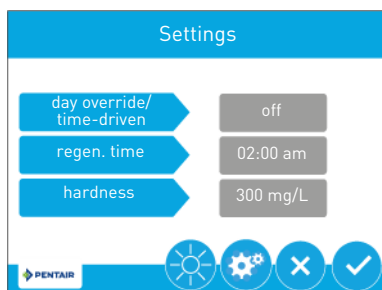 Settings
day override/
time-driven
off
regen. time
02:00 am
hardness
300 mg/L
PENTAIR